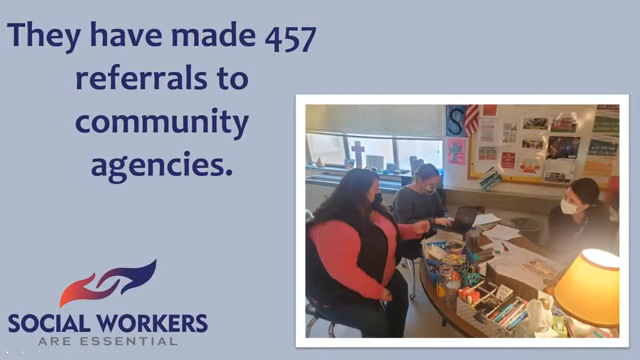 They have made 457
referrals to
community
agencies.
S
SOCIAL WORKERS
ARE ESSENTIAL